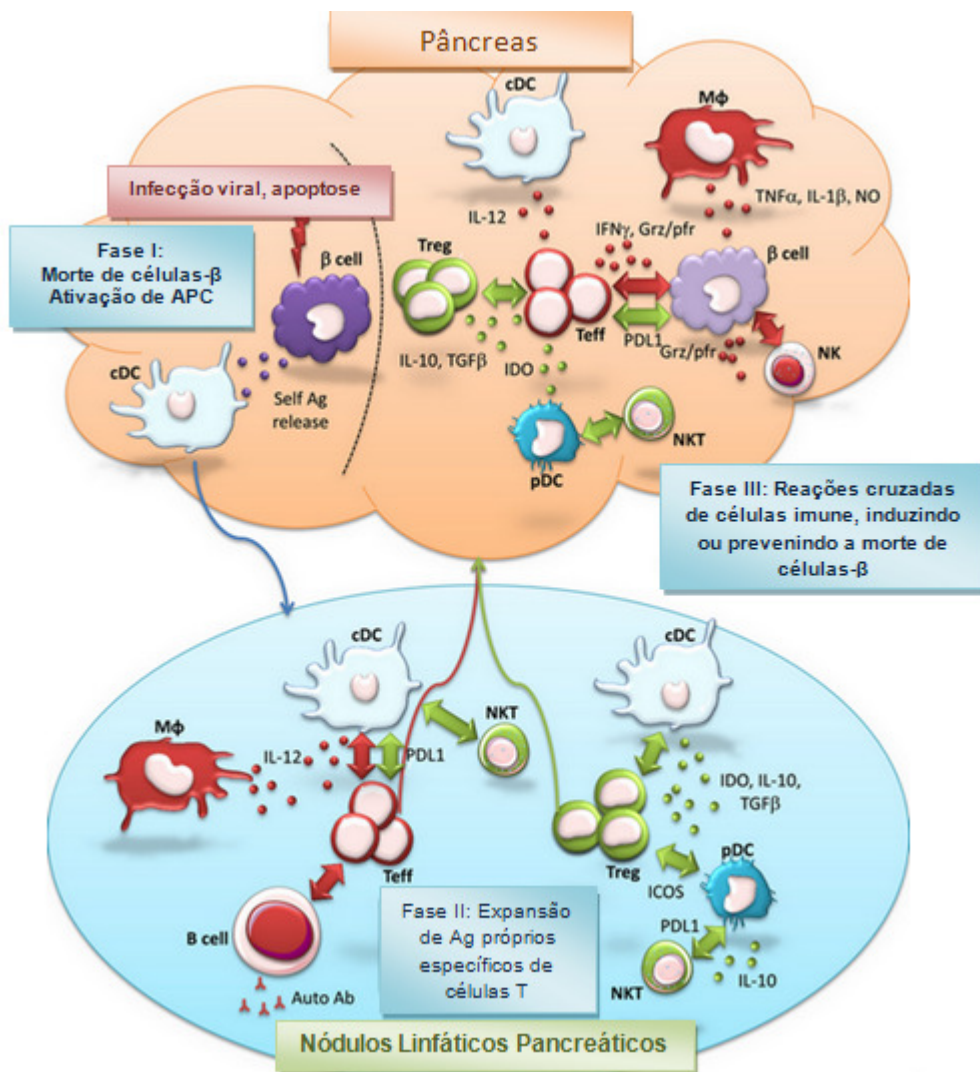 Pâncreas
cDC
Mφ
Infecção viral, apoptose
TNFα, IL-1β, NO
IL-12
IFNγ, Grz/pfr
Fase I:
Morte de células-β
Ativação de APC
β cell
Treg
β cell
Teff
PDL1
Grz/pfr
NK
IL-10, TGFβ
IDO
cDC
Self Ag
release
NKT
pDC
Fase III: Reações cruzadas
de células imune, induzindo
ou prevenindo a morte de
células-β
cDC
cDC
NKT
Mφ
IL-12
PDL1
IDO, IL-10,
TGFβ
Teff
Treg
pDC
ICOS
B cell
Fase II: Expansão
de Ag próprios
específicos de
células T
PDL1
NKT
IL-10
Auto Ab
Nódulos Linfáticos Pancreáticos